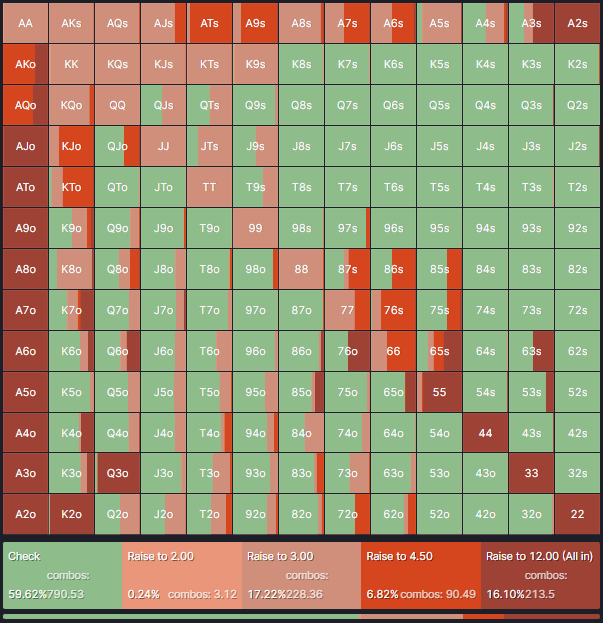 AA AKs AQs AJs ATs A9s A8s A7s A6s A5s A4s A3s A2s
AKo KK KQs KJs KTs K9s K8s K7s K6s K5s K4s K3s K2s
AQo KQo QQ QJs QTs Q9s Q8s Q7s Q6s Q5s Q4s Q3s Q2s
AJo KJo QJo JJ JTs J9s J8s J7s J6s J5s J4s J3s J2s
ATo KTo QTo JTo TT T9s T8s T7s T6s T5s T4s T3s T2s
A9o K9o Q9o J9o T9o 99 98s 97s 96s 95s 94s 93s 92s
A8o K8o Q8o J8o T8o 98o 88 87s 86s 85s 84s 83s 82s
A7o K7o Q7o J7o T7o 97o 87o 77 76s 75s 74s 73s 72s
A6o K6o Q6o J6o T6o 96o 86o 76o 66 65s 64s 63s 62s
A5o K5o Q5o J5o T5o 95o 85o 75o 65o 55 54s 53s 52s
A4o K4o Q4o J4o T4o 94o 84o 74o 64o 54o 44 43s 42s
A3o K3o Q3o J3o T3o 93o 83o 73o 63o 53o 43o 33 32s
A2o K2o Q2o J2o T2o 92o 82o 72o 62o 52o 42o 32o 22
Check Raise to 2.00 Raise to 3.00 Raise to 4.50 Raise to 12.00 (All in)
combos: combos: combos:
59.62%790.53 0.24% combos: 3.12 17.22%228.36 6.82% combos: 90.49 16.10%213.5